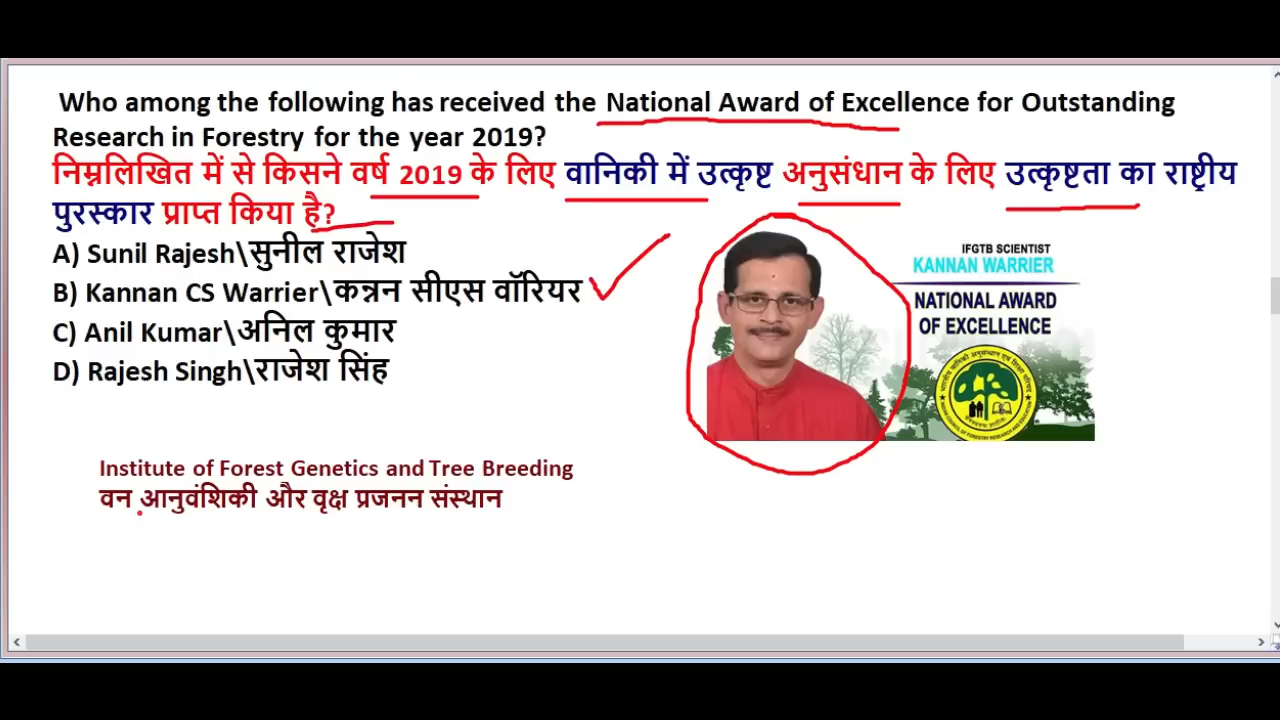 Who among the following has received the National Award of Excellence for Outstanding
Research in Forestry for the year 2019?
निम्नलिखित में से किसने वर्ष 2019 के लिए वानिकी में उत्कृष्ट अनुसंधान के लिए उत्कृष्टता का राष्ट्रीय
पुरस्कार प्राप्त किया है?
A) Sunil Rajesh\सुनील राजेश
B) Kannan CS Warrier\कन्नन सीएस वॉरियर
C) Anil Kumar\अनिल कुमार
D) Rajesh Singh\राजेश सिंह
IFGTB SCIENTIST
KANNAN WARRIER
NATIONAL AWARD
OF EXCELLENCE
Institute of Forest Genetics and Tree Breeding
वन आनुवंशिकी और वृक्ष प्रजनन संस्थान